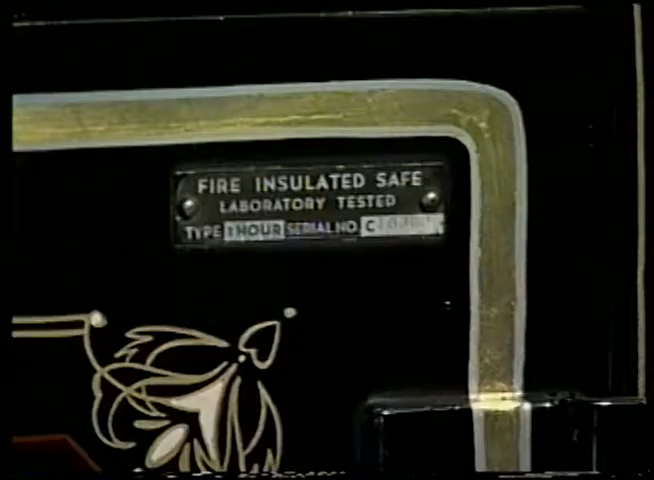 FIRE INSULATED SAFE
LABORATORY TESTED
TYPE 1 HOUR SERIAL NO. C